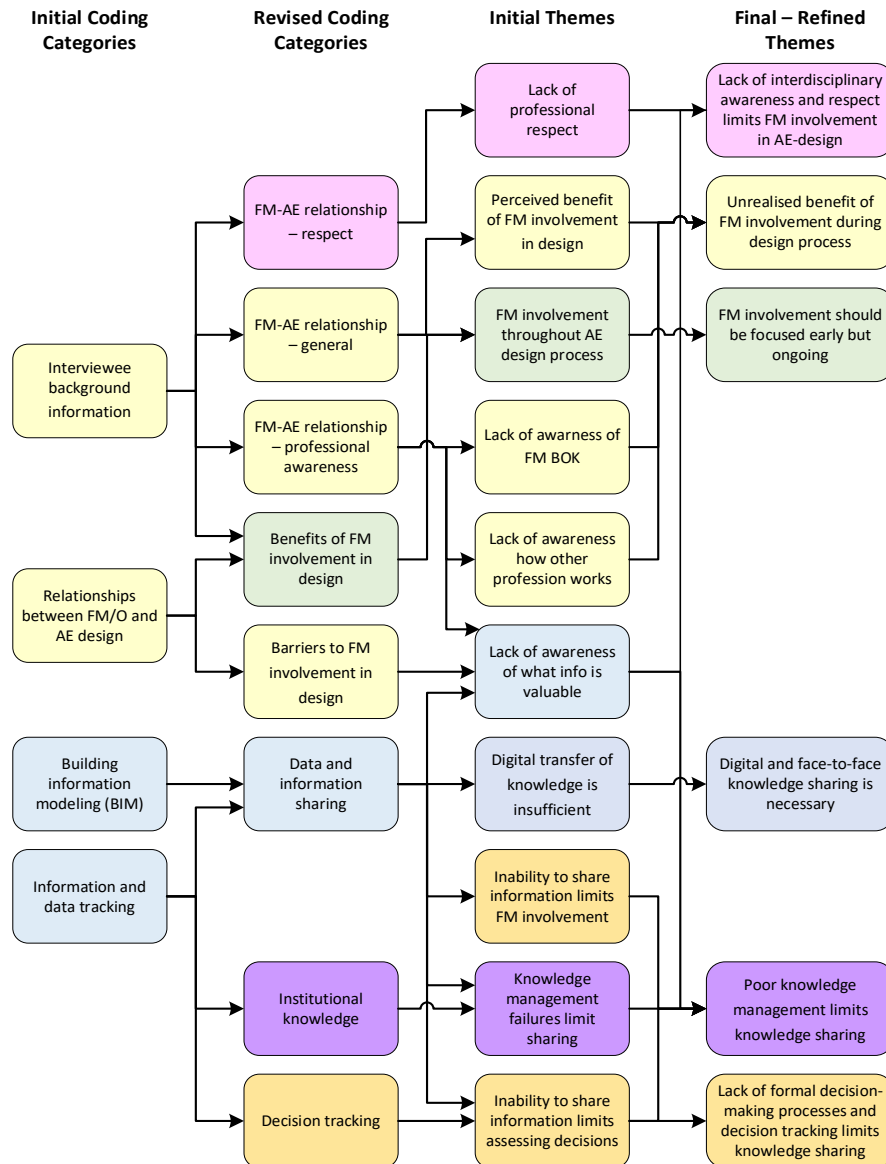 Initial Coding
Categories
Revised Coding
Categories
Initial Themes
Final – Refined
Themes
Lack of
professional
respect
Lack of interdisciplinary
awareness and respect
limits FM involvement
in AE-design
FM-AE relationship
– respect
Perceived benefit
of FM involvement
in design
Unrealised benefit of
FM involvement during
design process
FM-AE relationship
– general
FM involvement
throughout AE
design process
FM involvement should
be focused early but
ongoing
Interviewee
background
information
FM-AE relationship
– professional
awareness
Lack of awarness of
FM BOK
Benefits of FM
involvement in
design
Lack of awareness
how other
profession works
Relationships
between FM/O and
AE design
Barriers to FM
involvement in
design
Lack of awareness
of what info is
valuable
Building
information
modeling (BIM)
Data and
information
sharing
Digital transfer of
knowledge is
insufficient
Digital and face-to-face
knowledge sharing is
necessary
Information and
data tracking
Inability to share
information limits
FM involvement
Institutional
knowledge
Knowledge
management
failures limit
sharing
Poor knowledge
management limits
knowledge sharing
Decision tracking
Inability to share
information limits
assessing decisions
Lack of formal decision-
making processes and
decision tracking limits
knowledge sharing